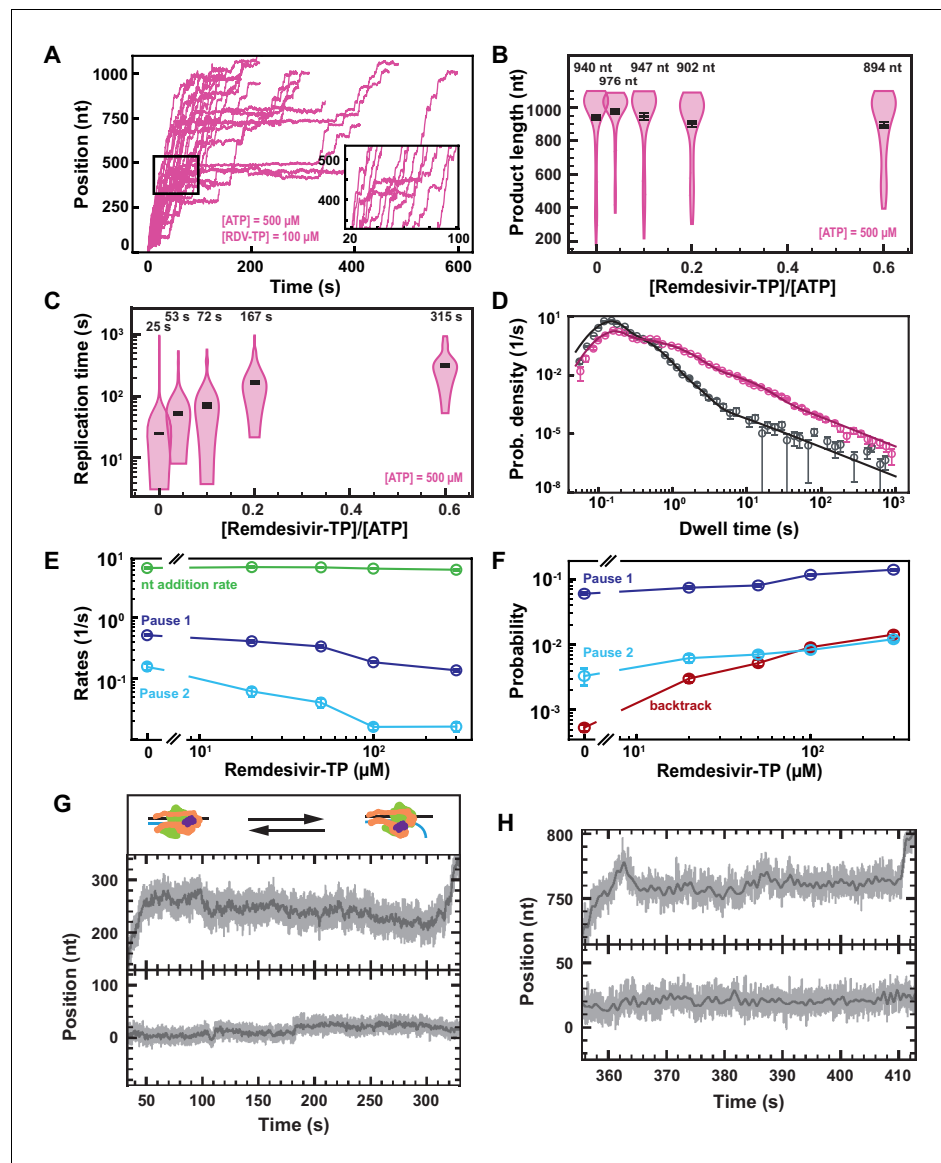 A
Position (nt)
1000
750
500
250
0
500
400
20
100
[ATP] = 500 µM
[RDV-TP] = 100 µM
0
200
400
600
Time (s)
B
940 nt
947 nt
902 nt
894 nt
976 nt
Product length (nt)
1000
800
600
400
200
[ATP] = 500 µM
0
0.2
0.4
0.6
[Remdesivir-TP]/[ATP]
C
53 s
72 s
167 s
315 s
25 s
Replication time (s)
10³
10²
10¹
[ATP] = 500 µM
0
0.2
0.4
0.6
[Remdesivir-TP]/[ATP]
D
Prob. density (1/s)
10¹
10⁻²
10⁻⁵
10⁻⁸
10⁻¹
10⁰
10¹
10²
10³
Dwell time (s)
E
Rates (1/s)
10¹
10⁰
10⁻¹
nt addition rate
Pause 1
Pause 2
0
10¹
10²
Remdesivir-TP (µM)
F
Probability
10⁻¹
10⁻²
10⁻³
Pause 1
Pause 2
backtrack
0
10¹
10²
Remdesivir-TP (µM)
G
Position (nt)
300
200
Position (nt)
100
0
50
100
150
200
250
300
Time (s)
H
Position (nt)
800
750
50
0
360
370
380
390
400
410
Time (s)